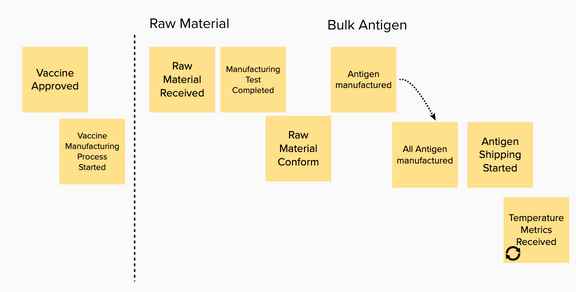 Raw Material
Bulk Antigen
Vaccine
Approved
Vaccine
Manufacturing
Process
Started
Raw
Material
Received
Manufacturing
Test
Completed
Raw
Material
Conform
Antigen
manufactured
All Antigen
manufactured
Antigen
Shipping
Started
Temperature
Metrics
Received